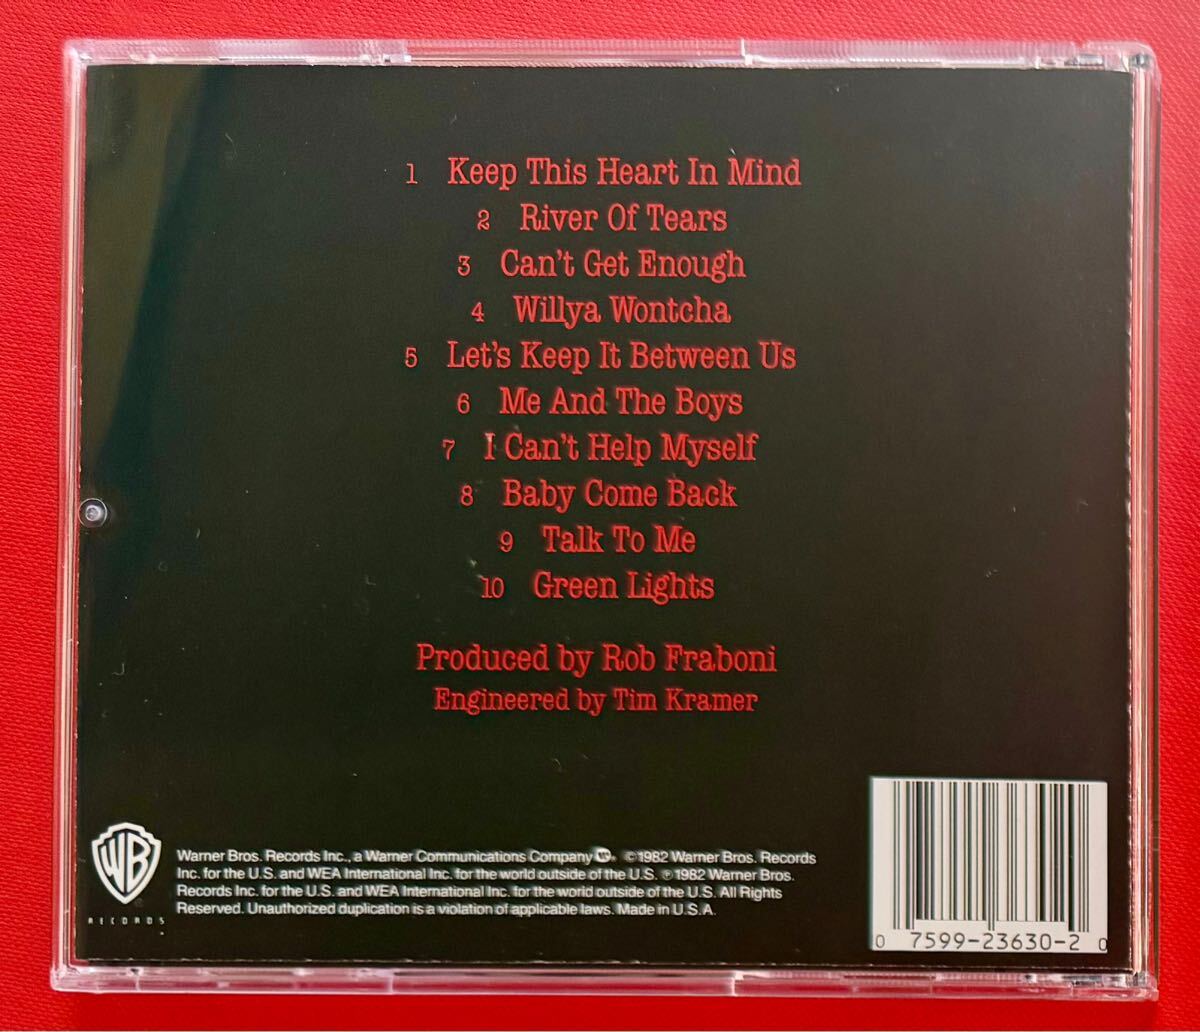 1 Keep This Heart In Mind
2 River Of Tears
3 Can't Get Enough
4 Willya Wontcha
5 Let's Keep It Between Us
6 Me And The Boys
7 I Can't Help Myself
8 Baby Come Back
9 Talk To Me
10 Green Lights
Produced by Rob Fraboni
Engineered by Tim Kramer
WB
RECORDS
Warner Bros. Records Inc., a Warner Communications Company . ©1982 Warner Bros. Records
Inc. for the U.S. and WEA International Inc. for the world outside of the U.S. ℗1982 Warner Bros.
Records Inc. for the U.S. and WEA International Inc. for the world outside of the U.S. All Rights
Reserved. Unauthorized duplication is a violation of applicable laws. Made in U.S.A.
0 7599-23630-2 0